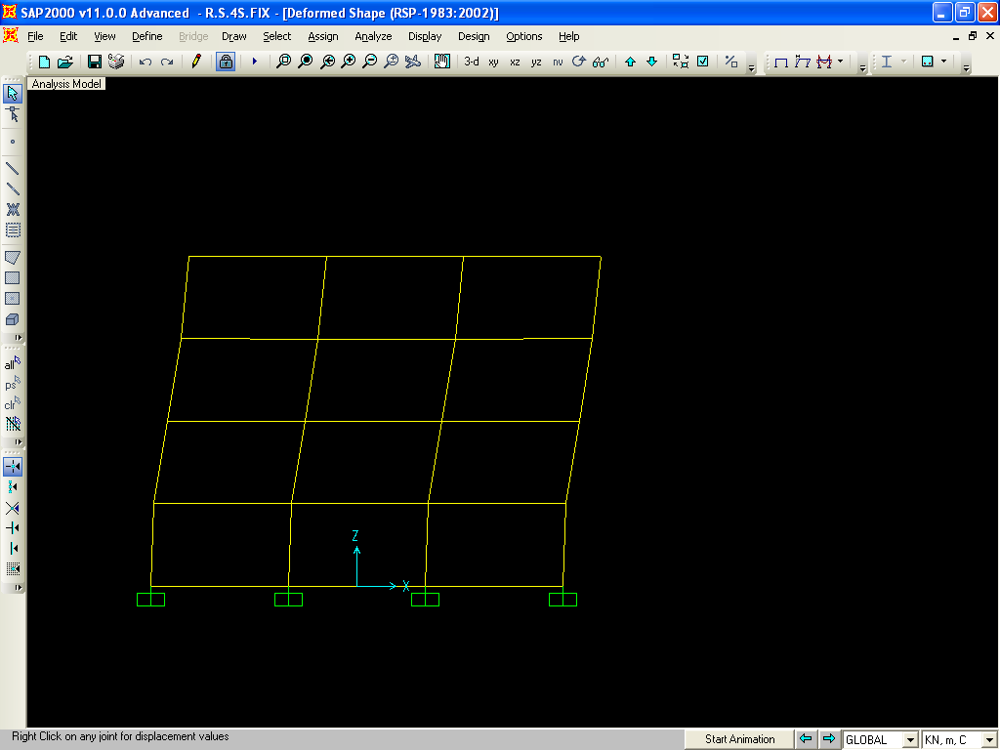 SAP2000 v11.0.0 Advanced - R.S.4S.FIX - [Deformed Shape (RSP-1983:2002)]
File Edit View Define Bridge Draw Select Assign Analyze Display Design Options Help
3-d xy xz yz nv
Analysis Model
all
ps
clr
Z
X
Right Click on any joint for displacement values
Start Animation
GLOBAL
KN, m, C